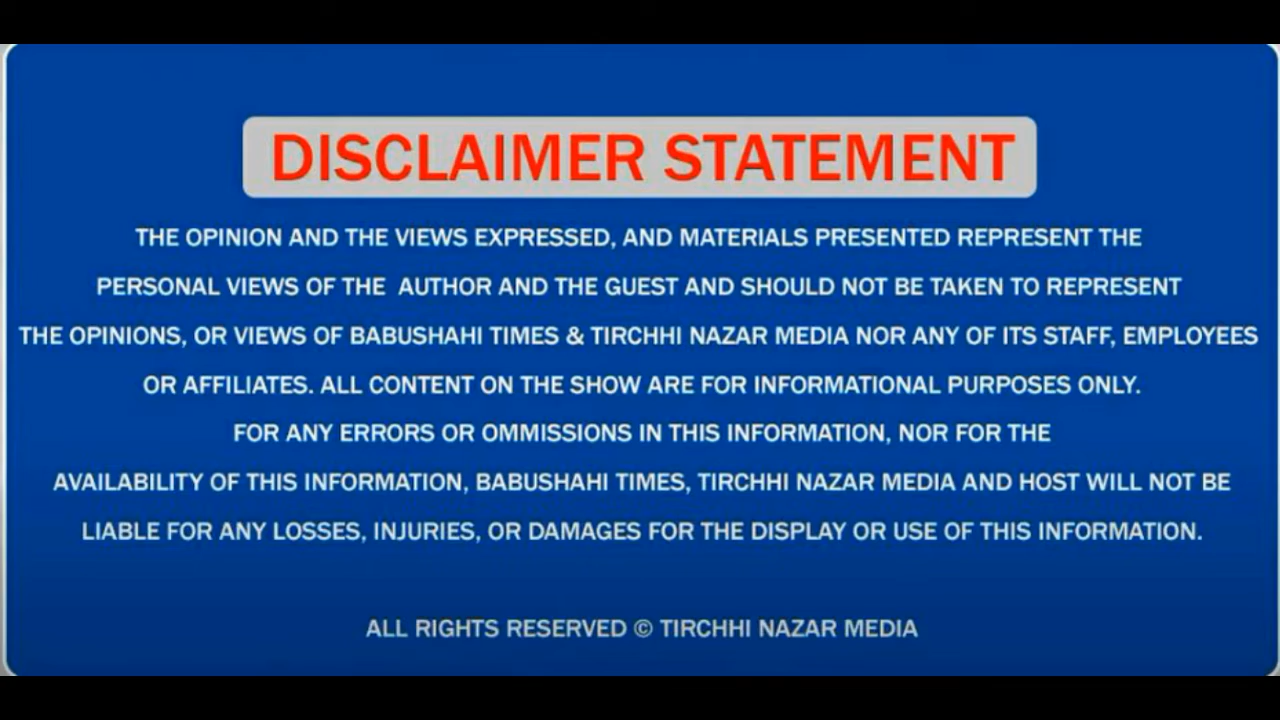 DISCLAIMER STATEMENT
THE OPINION AND THE VIEWS EXPRESSED, AND MATERIALS PRESENTED REPRESENT THE
PERSONAL VIEWS OF THE AUTHOR AND THE GUEST AND SHOULD NOT BE TAKEN TO REPRESENT
THE OPINIONS, OR VIEWS OF BABUSHAHI TIMES & TIRCHHI NAZAR MEDIA NOR ANY OF ITS STAFF, EMPLOYEES
OR AFFILIATES. ALL CONTENT ON THE SHOW ARE FOR INFORMATIONAL PURPOSES ONLY.
FOR ANY ERRORS OR OMMISSIONS IN THIS INFORMATION, NOR FOR THE
AVAILABILITY OF THIS INFORMATION, BABUSHAHI TIMES, TIRCHHI NAZAR MEDIA AND HOST WILL NOT BE
LIABLE FOR ANY LOSSES, INJURIES, OR DAMAGES FOR THE DISPLAY OR USE OF THIS INFORMATION.
ALL RIGHTS RESERVED © TIRCHHI NAZAR MEDIA